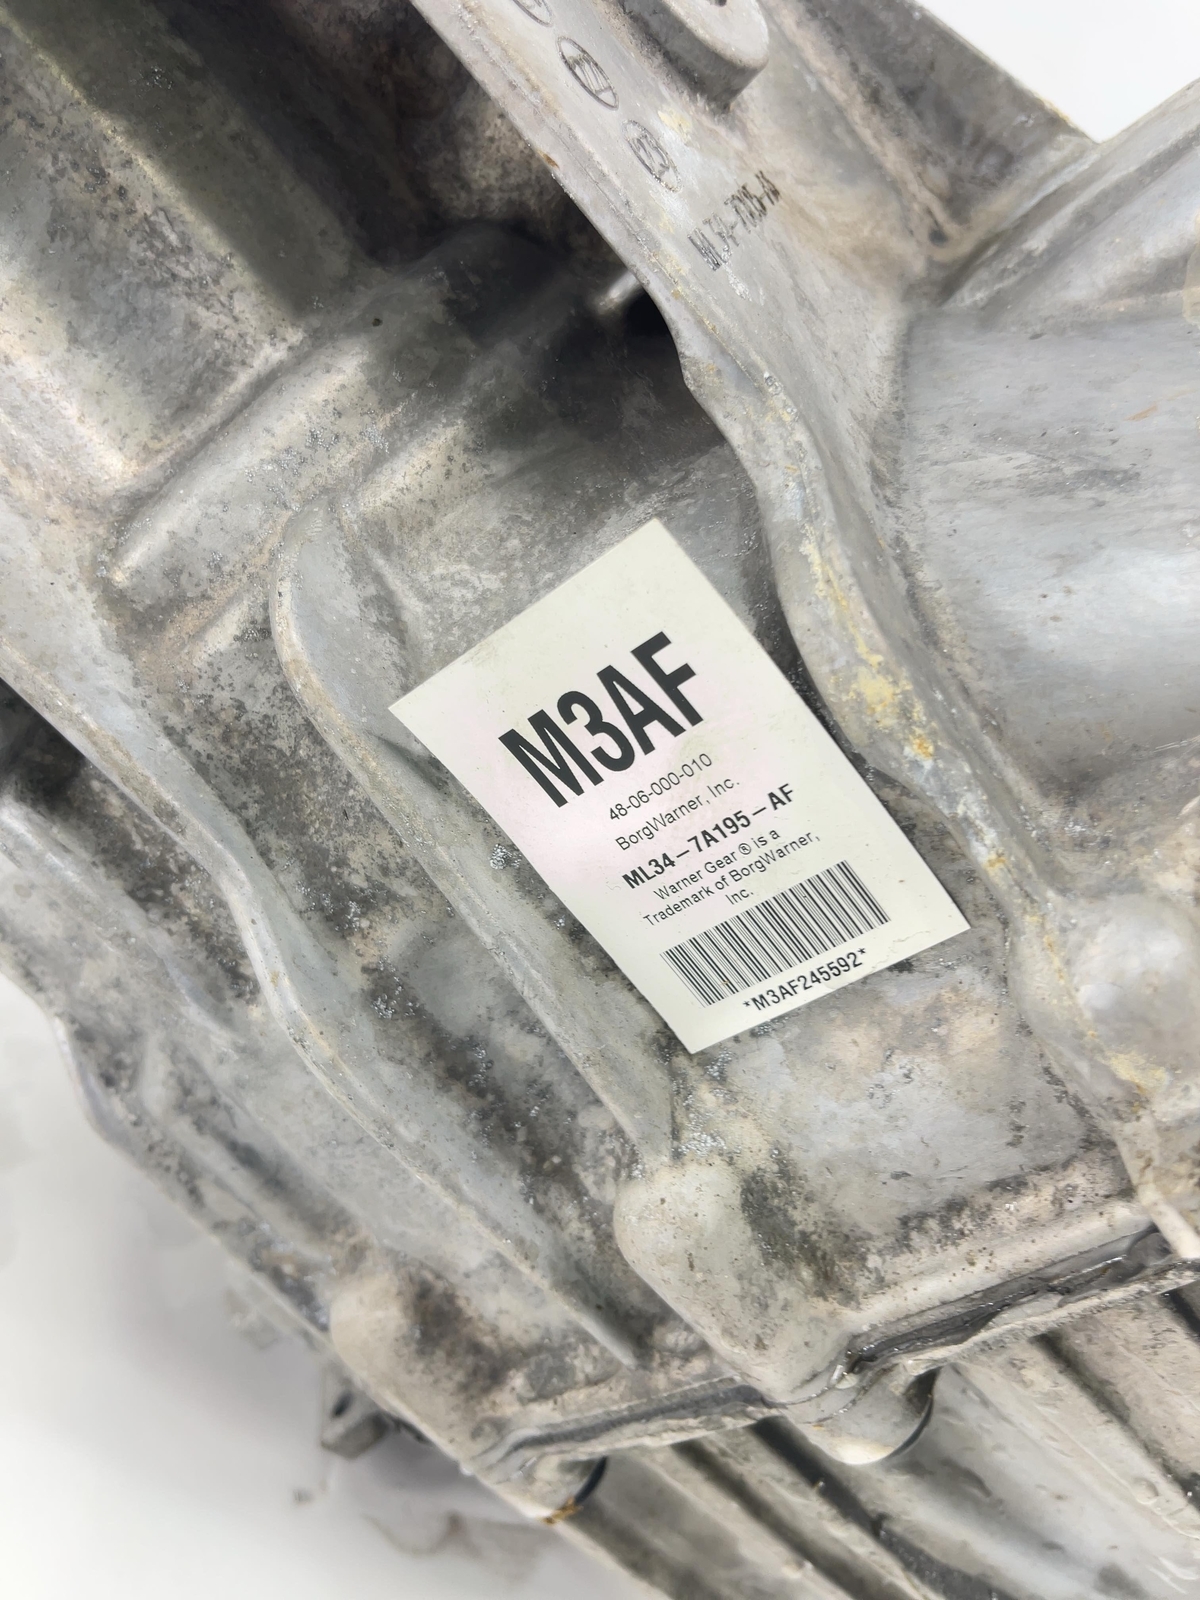 M3AF
48-06-000-010
BorgWarner, Inc.
ML34-7A195-AF
Warner Gear ® is a
Trademark of BorgWarner,
Inc.
*M3AF245592*